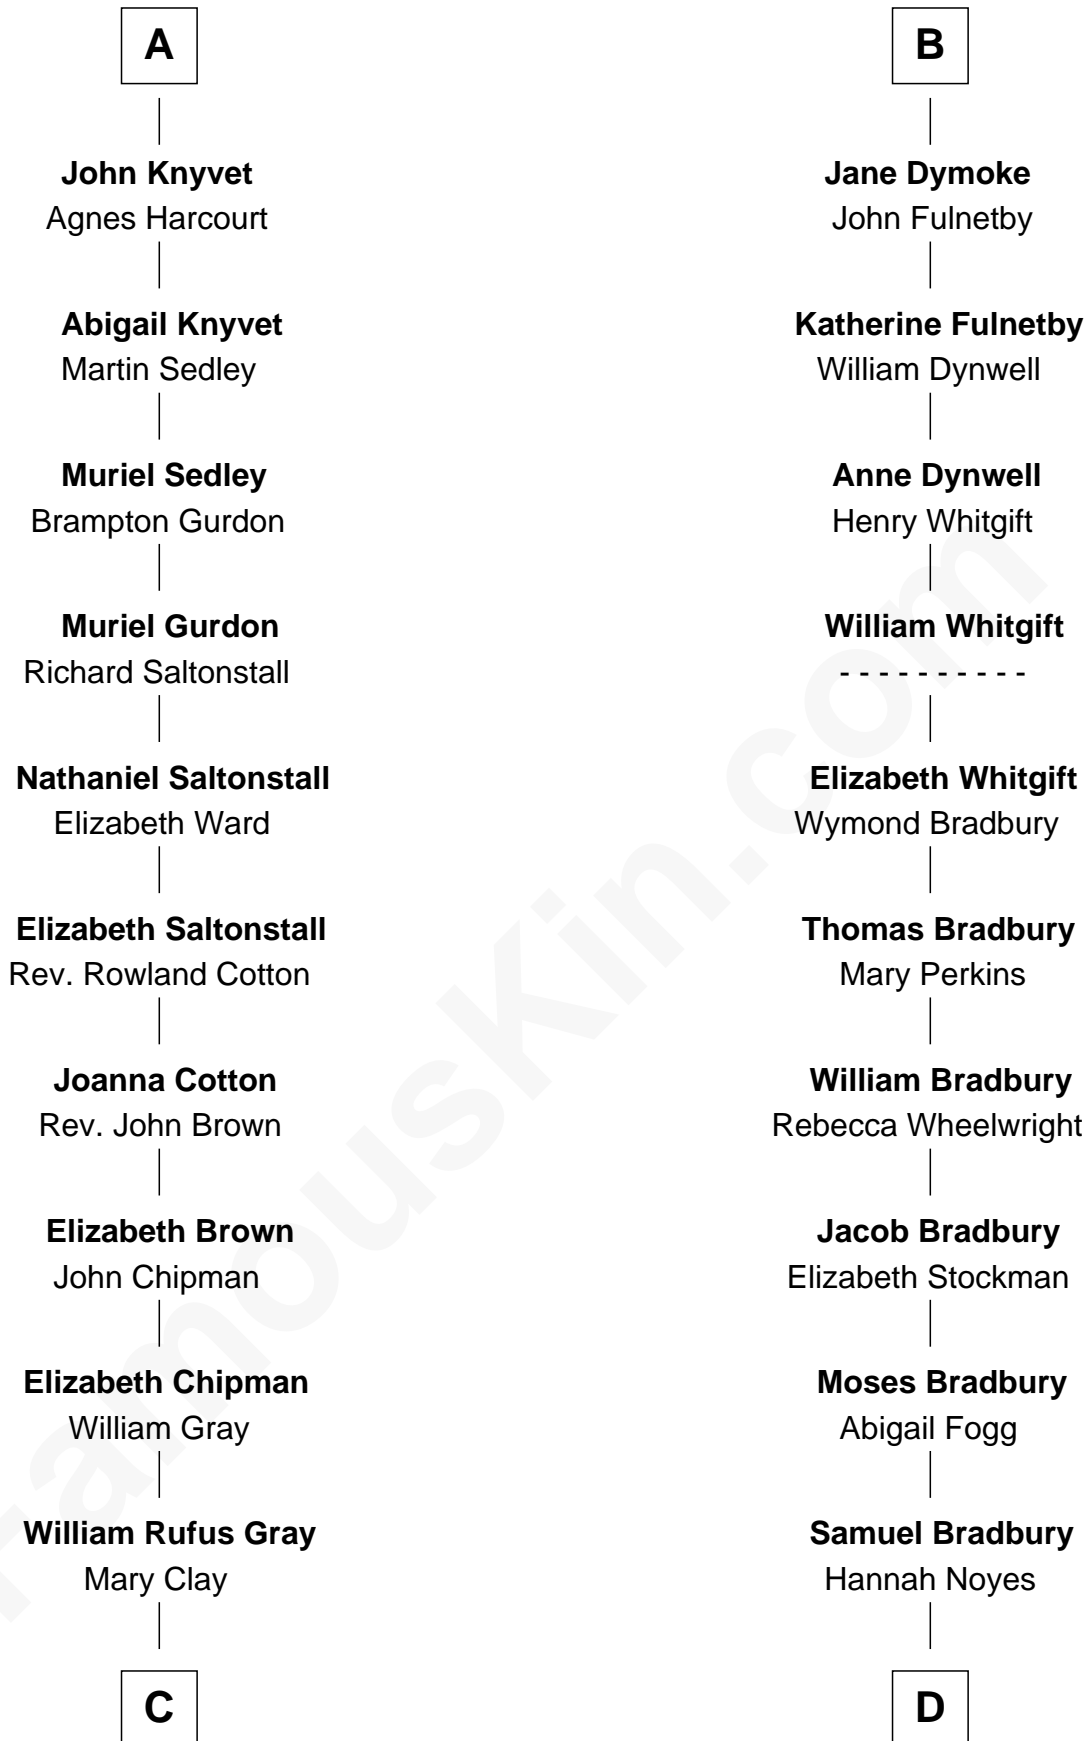 A
John Knyvet
Agnes Harcourt
Abigail Knyvet
Martin Sedley
Muriel Sedley
Brampton Gurdon
Muriel Gurdon
Richard Saltonstall
Nathaniel Saltonstall
Elizabeth Ward
Elizabeth Saltonstall
Rev. Rowland Cotton
Joanna Cotton
Rev. John Brown
Elizabeth Brown
John Chipman
Elizabeth Chipman
William Gray
William Rufus Gray
Mary Clay
C
B
Jane Dymoke
John Fulnetby
Katherine Fulnetby
William Dynwell
Anne Dynwell
Henry Whitgift
William Whitgift
- - - - - - - - - -
Elizabeth Whitgift
Wymond Bradbury
Thomas Bradbury
Mary Perkins
William Bradbury
Rebecca Wheelwright
Jacob Bradbury
Elizabeth Stockman
Moses Bradbury
Abigail Fogg
Samuel Bradbury
Hannah Noyes
D
FamousKin.com